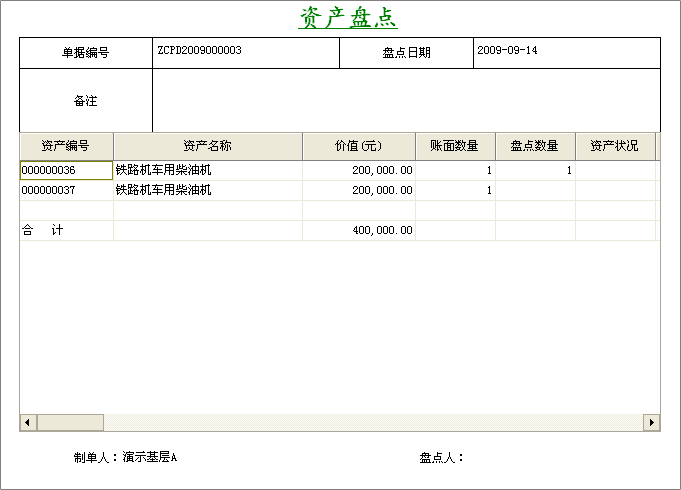 资产盘点
单据编号 ZCPD2009000003 盘点日期 2009-09-14
备注
资产编号 资产名称 价值(元) 账面数量 盘点数量 资产状况
000000036 铁路机车用柴油机 200,000.00 1 1
000000037 铁路机车用柴油机 200,000.00 1
合 计 400,000.00
制单人：演示基层A 盘点人：